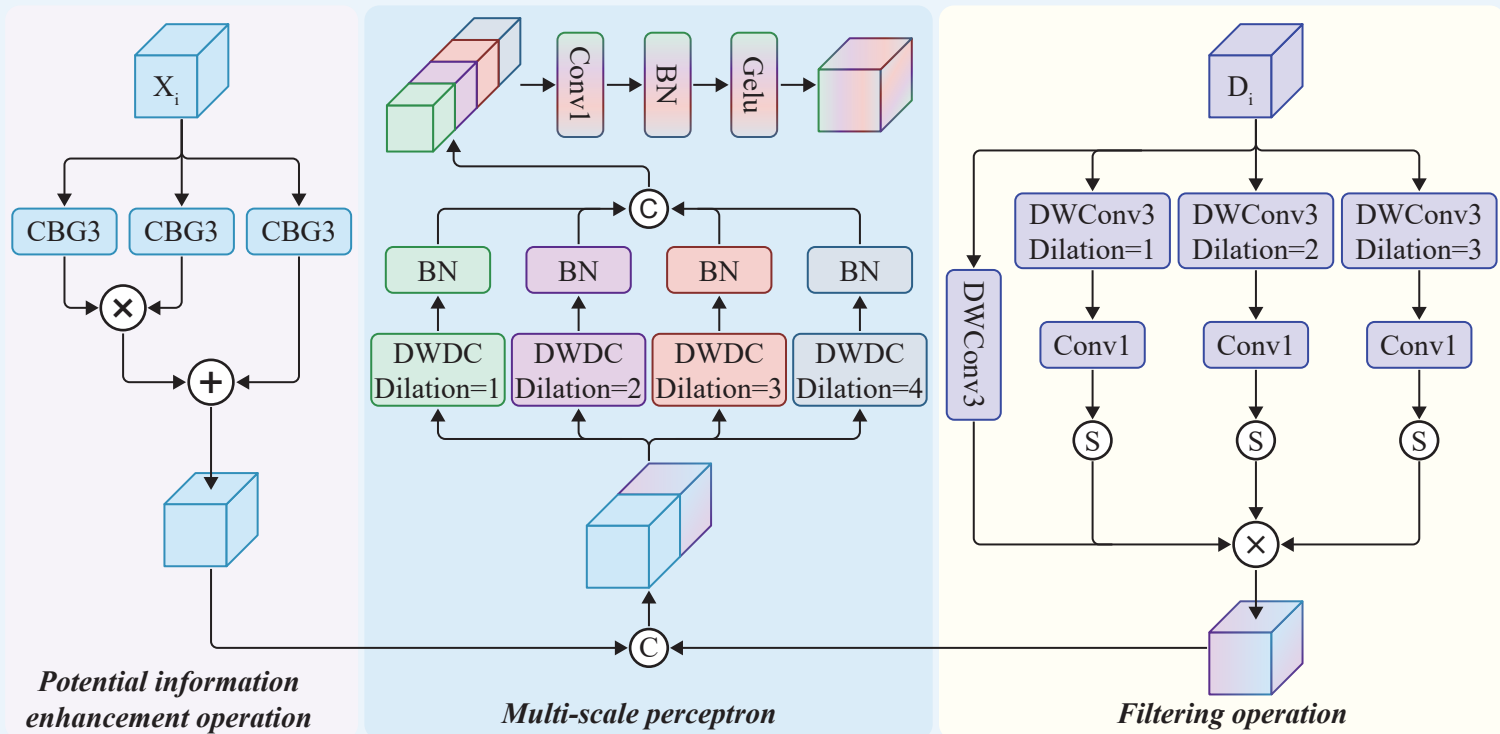 X_i
CBG3
CBG3
CBG3
×
+
Potential information
enhancement operation
Conv1
BN
Gelu
C
BN
BN
BN
BN
DWDC
Dilation=1
DWDC
Dilation=2
DWDC
Dilation=3
DWDC
Dilation=4
C
Multi-scale perceptron
D_i
DWConv3
DWConv3
Dilation=1
DWConv3
Dilation=2
DWConv3
Dilation=3
Conv1
Conv1
Conv1
S
S
S
×
Filtering operation